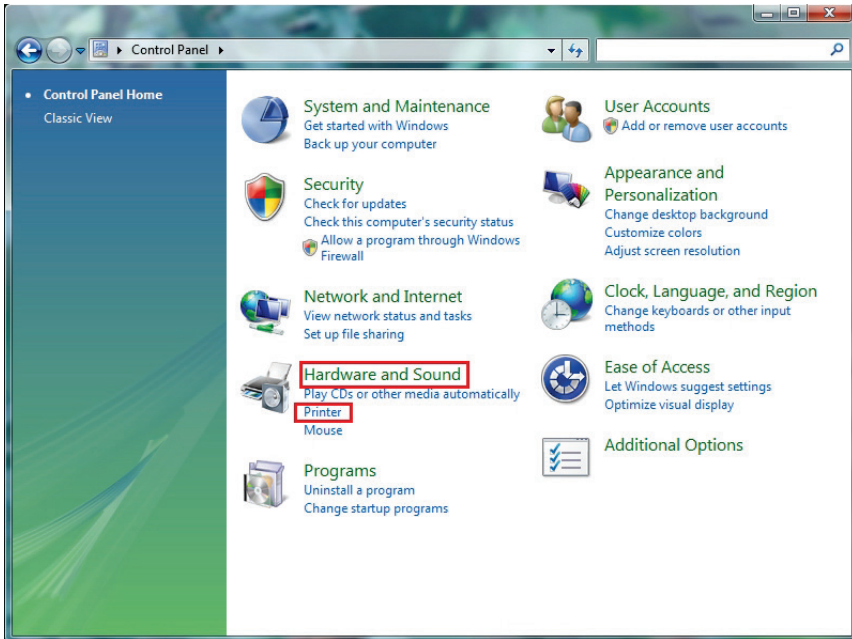 Control Panel
Control Panel Home
Classic View
System and Maintenance
Get started with Windows
Back up your computer
Security
Check for updates
Check this computer's security status
Allow a program through Windows
Firewall
Network and Internet
View network status and tasks
Set up file sharing
Hardware and Sound
Play CDs or other media automatically
Printer
Mouse
Programs
Uninstall a program
Change startup programs
User Accounts
Add or remove user accounts
Appearance and
Personalization
Change desktop background
Customize colors
Adjust screen resolution
Clock, Language, and Region
Change keyboards or other input
methods
Ease of Access
Let Windows suggest settings
Optimize visual display
Additional Options